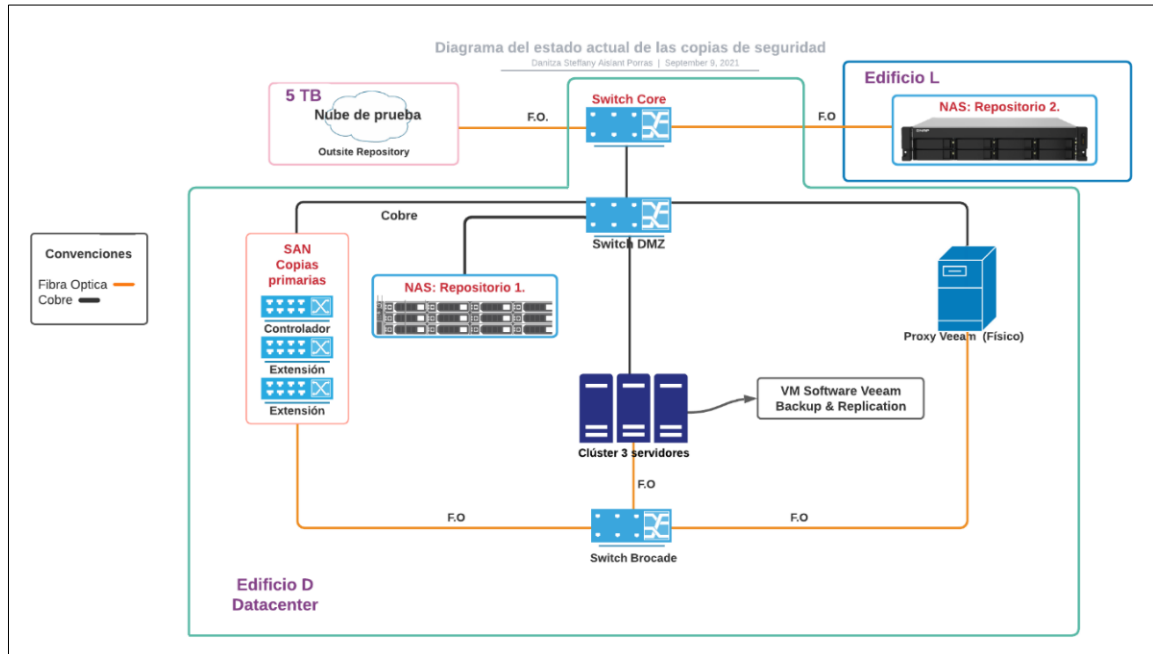 Diagrama del estado actual de las copias de seguridad
Danitza Steffany Aislant Porras | September 9, 2021
5 TB
Nube de prueba
Outsite Repository
F.O.
Switch Core
F.O
Edificio L
NAS: Repositorio 2.
Convenciones
Fibra Optica
Cobre
Cobre
Switch DMZ
SAN
Copias
primarias
Controlador
Extensión
Extensión
NAS: Repositorio 1.
Proxy Veeam (Físico)
VM Software Veeam
Backup & Replication
Clúster 3 servidores
F.O
F.O
F.O
Switch Brocade
Edificio D
Datacenter